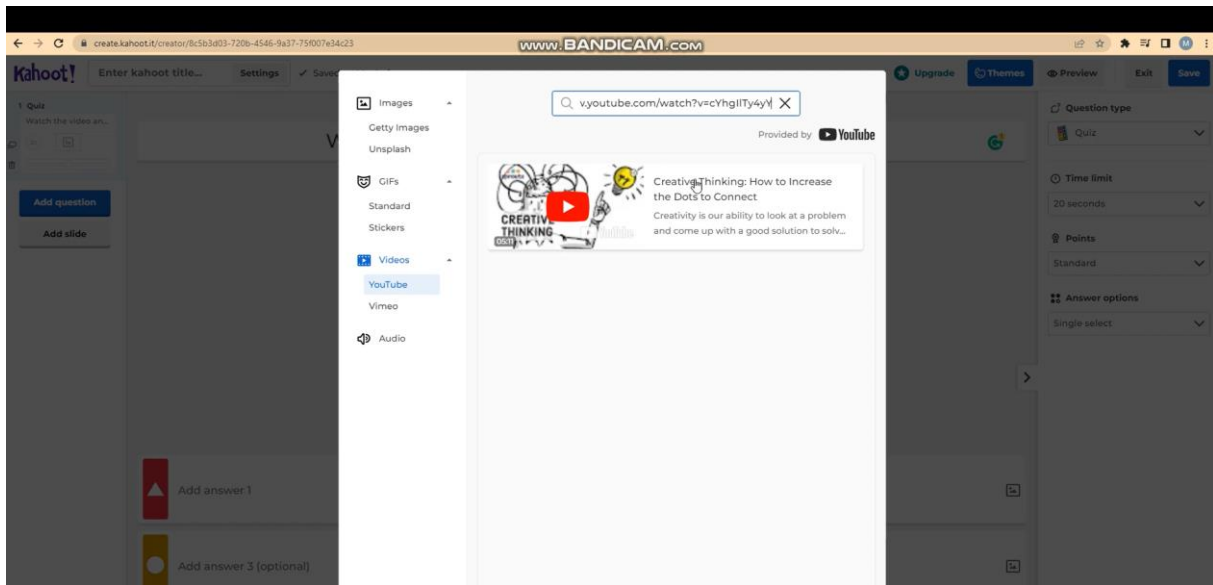 www.BANDICAM.com
create.kahoot.it/creator/8c5b3d03-720b-4546-9a37-75f007e34c23
M
Kahoot!
Enter kahoot title...
Settings
Saved
Upgrade
Themes
Preview
Exit
Save
1 Quiz
Watch the video an...
Add question
Add slide
W
Images
Getty Images
Unsplash
GIFs
Standard
Stickers
Videos
YouTube
Vimeo
Audio
v.youtube.com/watch?v=cYhgIlTy4yY
Provided by YouTube
CREATIVE
THINKING
05:11
Creative Thinking: How to Increase
the Dots to Connect
Creativity is our ability to look at a problem
and come up with a good solution to solv...
Question type
Quiz
Time limit
20 seconds
Points
Standard
Answer options
Single select
Add answer 1
Add answer 3 (optional)